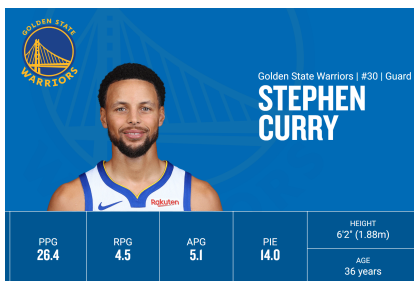 GOLDEN STATE
WARRIORS
Golden State Warriors | #30 | Guard
STEPHEN
CURRY
Rakuten
PPG
26.4
RPG
4.5
APG
5.1
PIE
14.0
HEIGHT
6'2" (1.88m)
AGE
36 years